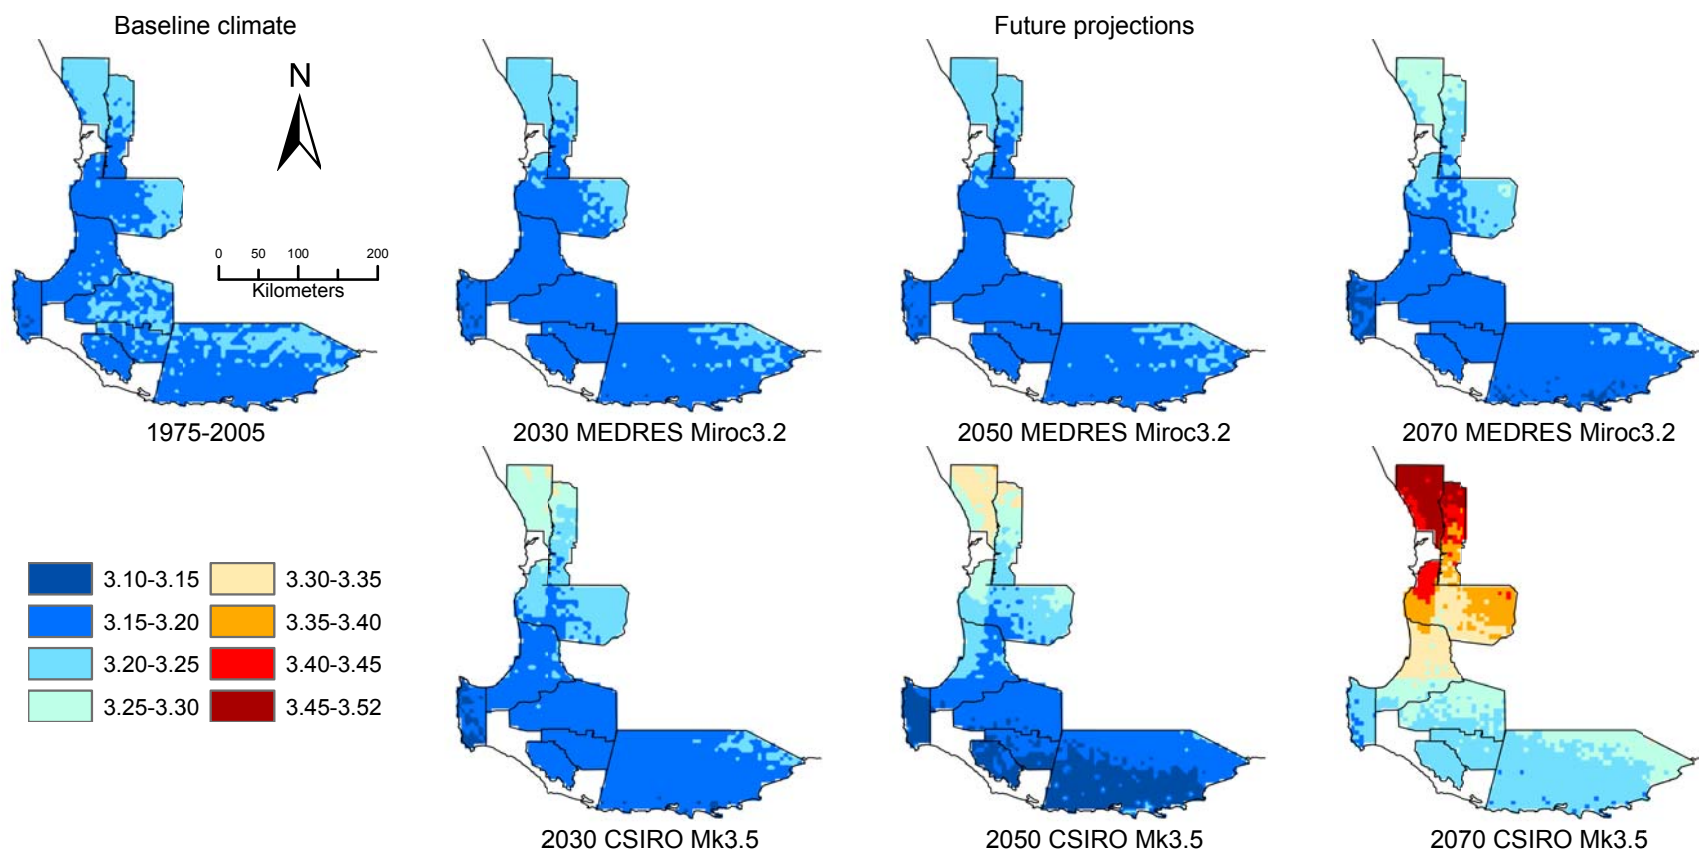 Baseline climate
Future projections
N
0 50 100 200
Kilometers
1975-2005
2030 MEDRES Miroc3.2
2050 MEDRES Miroc3.2
2070 MEDRES Miroc3.2
3.10-3.15
3.30-3.35
3.15-3.20
3.35-3.40
3.20-3.25
3.40-3.45
3.25-3.30
3.45-3.52
2030 CSIRO Mk3.5
2050 CSIRO Mk3.5
2070 CSIRO Mk3.5